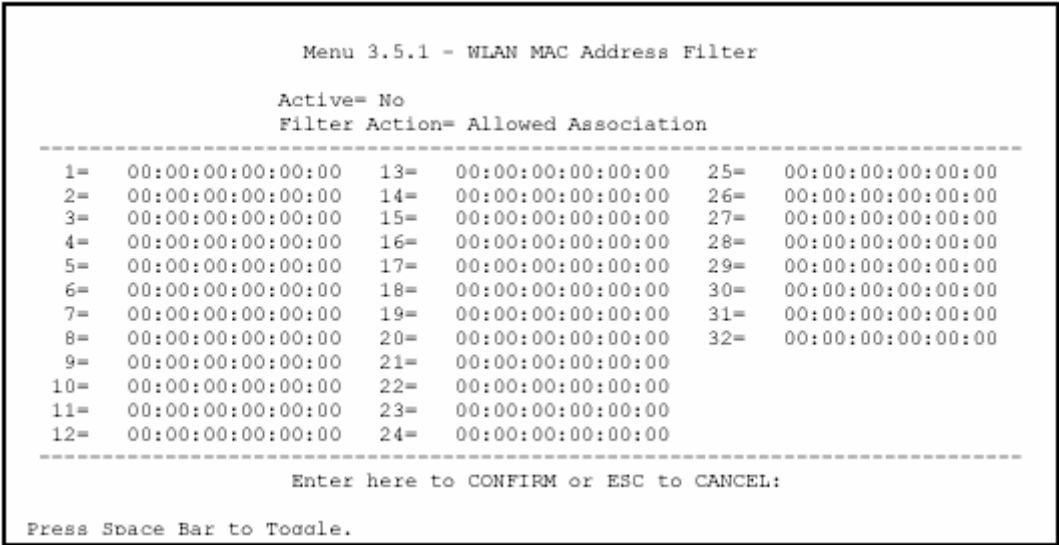 Menu 3.5.1 - WLAN MAC Address Filter
Active= No
Filter Action= Allowed Association
------------------------------------------------------------------------------
1= 00:00:00:00:00:00 13= 00:00:00:00:00:00 25= 00:00:00:00:00:00
2= 00:00:00:00:00:00 14= 00:00:00:00:00:00 26= 00:00:00:00:00:00
3= 00:00:00:00:00:00 15= 00:00:00:00:00:00 27= 00:00:00:00:00:00
4= 00:00:00:00:00:00 16= 00:00:00:00:00:00 28= 00:00:00:00:00:00
5= 00:00:00:00:00:00 17= 00:00:00:00:00:00 29= 00:00:00:00:00:00
6= 00:00:00:00:00:00 18= 00:00:00:00:00:00 30= 00:00:00:00:00:00
7= 00:00:00:00:00:00 19= 00:00:00:00:00:00 31= 00:00:00:00:00:00
8= 00:00:00:00:00:00 20= 00:00:00:00:00:00 32= 00:00:00:00:00:00
9= 00:00:00:00:00:00 21= 00:00:00:00:00:00
10= 00:00:00:00:00:00 22= 00:00:00:00:00:00
11= 00:00:00:00:00:00 23= 00:00:00:00:00:00
12= 00:00:00:00:00:00 24= 00:00:00:00:00:00
------------------------------------------------------------------------------
Enter here to CONFIRM or ESC to CANCEL:
Press Space Bar to Toggle.